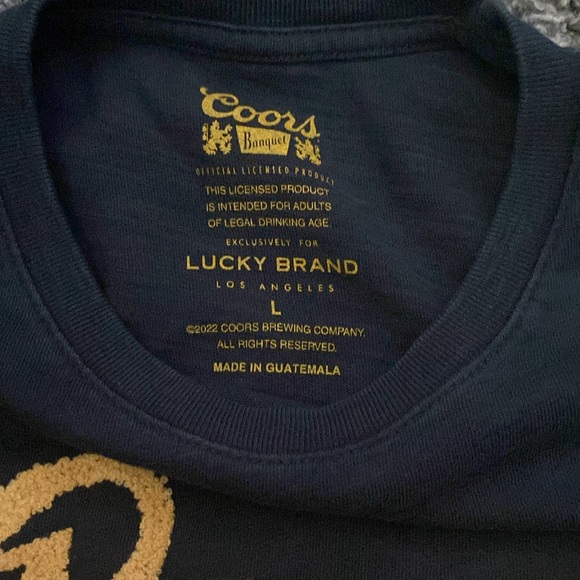 Coors
Banquet
OFFICIAL LICENSED PRODUCT
THIS LICENSED PRODUCT
IS INTENDED FOR ADULTS
OF LEGAL DRINKING AGE.
EXCLUSIVELY FOR
LUCKY BRAND
LOS ANGELES
L
©2022 COORS BREWING COMPANY.
ALL RIGHTS RESERVED.
MADE IN GUATEMALA